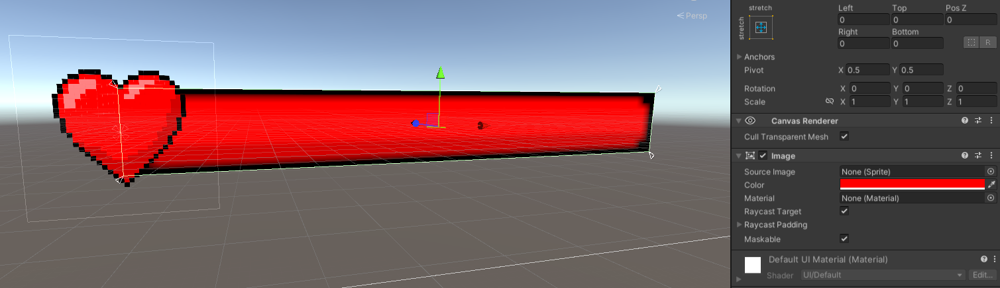 Persp
stretch
stretch
Left Top Pos Z
0 0 0
Right Bottom
0 0 R
Anchors
Pivot X 0.5 Y 0.5
Rotation X 0 Y 0 Z 0
Scale X 1 Y 1 Z 1
Canvas Renderer
Cull Transparent Mesh
Image
Source Image None (Sprite)
Color
Material None (Material)
Raycast Target
Raycast Padding
Maskable
Default UI Material (Material)
Shader UI/Default Edit...